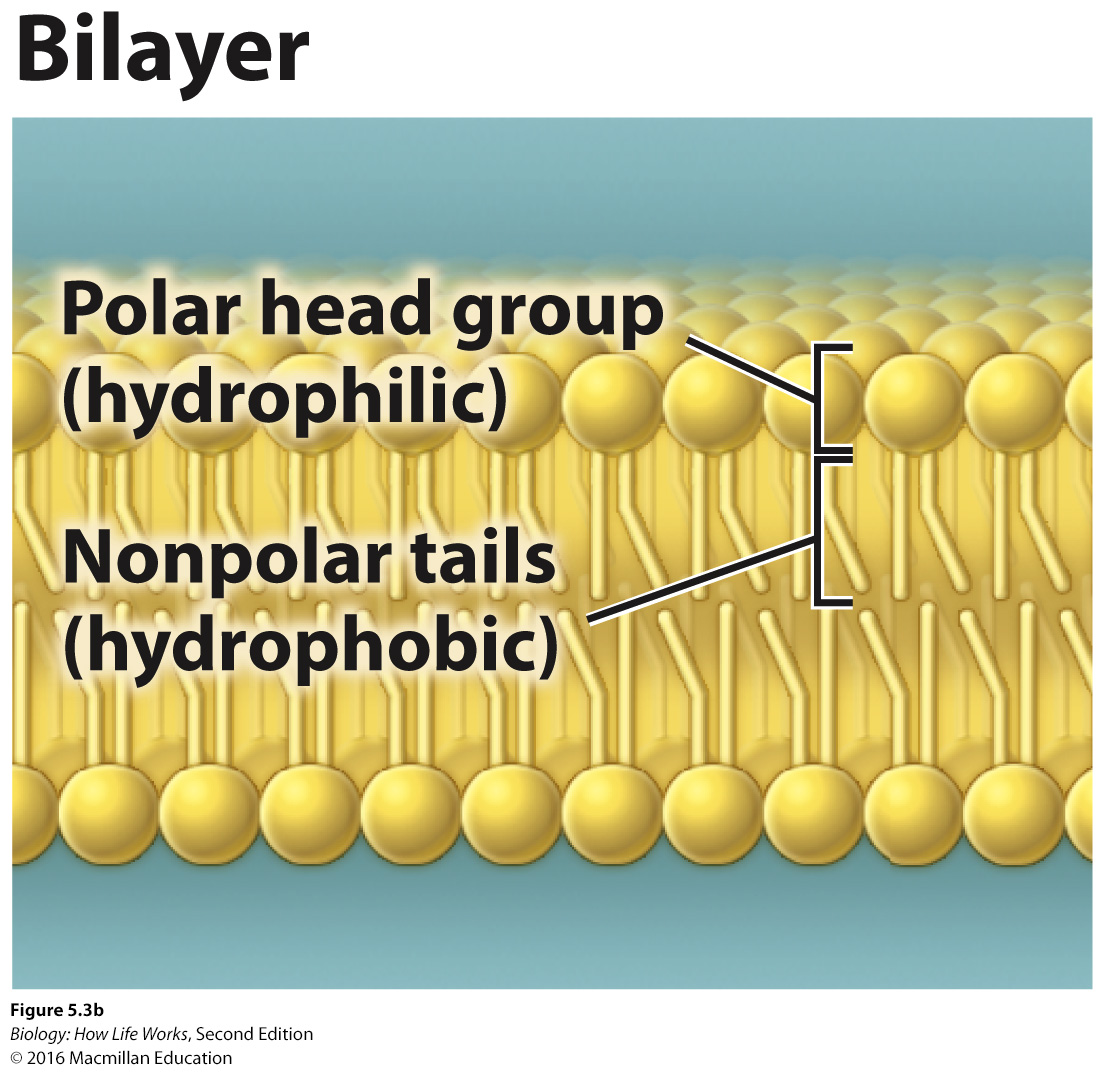 Bilayer
Polar head group
(hydrophilic)
Nonpolar tails
(hydrophobic)
Figure 5.3b
Biology: How Life Works, Second Edition
© 2016 Macmillan Education